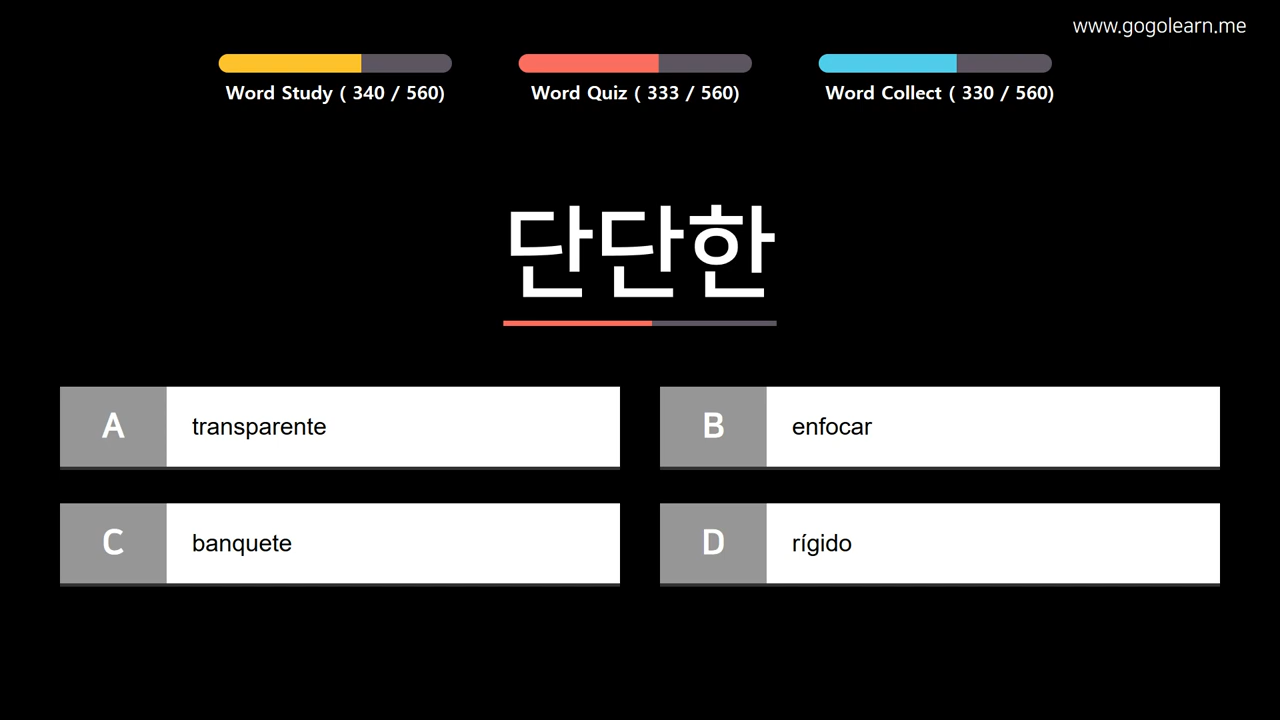 www.gogolearn.me
Word Study ( 340 / 560)
Word Quiz ( 333 / 560)
Word Collect ( 330 / 560)
단단한
A transparente
B enfocar
C banquete
D rígido